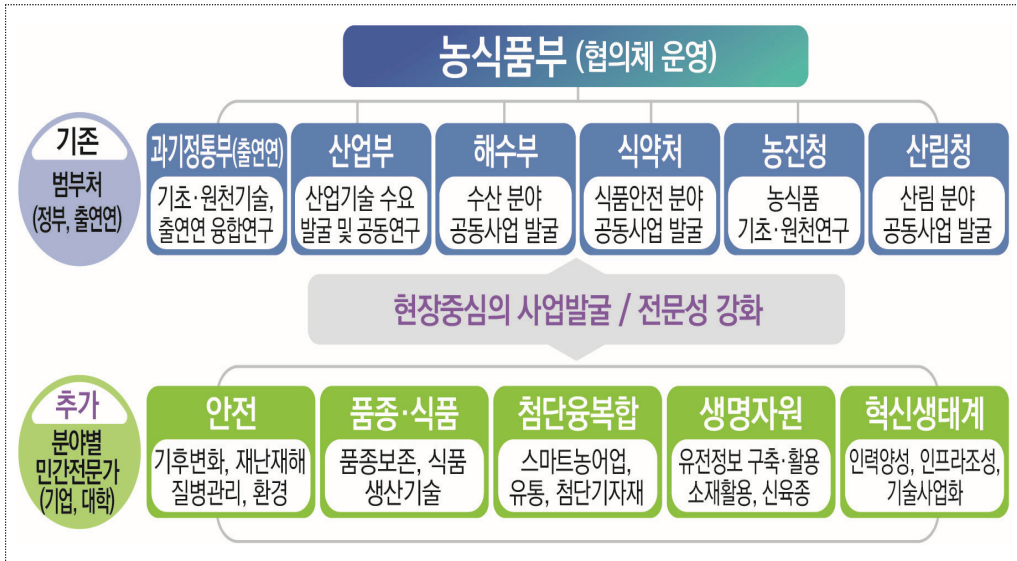 농식품부 (협의체 운영)
기존
범부처
(정부, 출연연)
과기정통부(출연연)
기초·원천기술,
출연연 융합연구
산업부
산업기술 수요
발굴 및 공동연구
해수부
수산 분야
공동사업 발굴
식약처
식품안전 분야
공동사업 발굴
농진청
농식품
기초·원천연구
산림청
산림 분야
공동사업 발굴
현장중심의 사업발굴 / 전문성 강화
추가
분야별
민간전문가
(기업, 대학)
안전
기후변화, 재난재해
질병관리, 환경
품종·식품
품종보존, 식품
생산기술
첨단융복합
스마트농어업,
유통, 첨단기자재
생명자원
유전정보 구축·활용
소재활용, 신육종
혁신생태계
인력양성, 인프라조성,
기술사업화